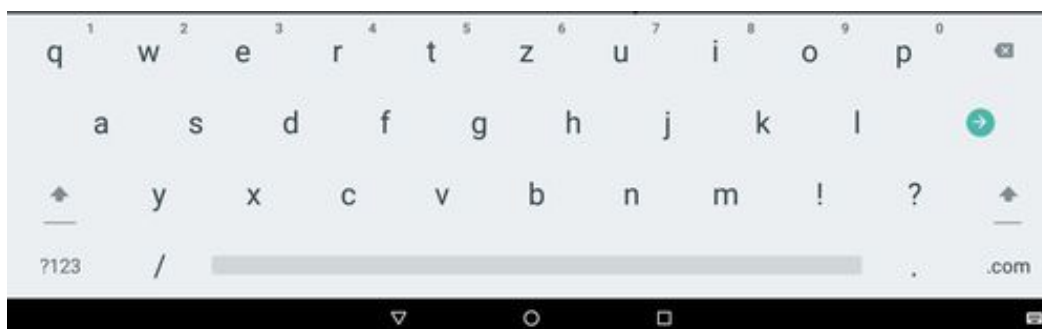 q 1 w 2 e 3 r 4 t 5 z 6 u 7 i 8 o 9 p 0
a s d f g h j k l
y x c v b n m ! ?
?123 / . .com